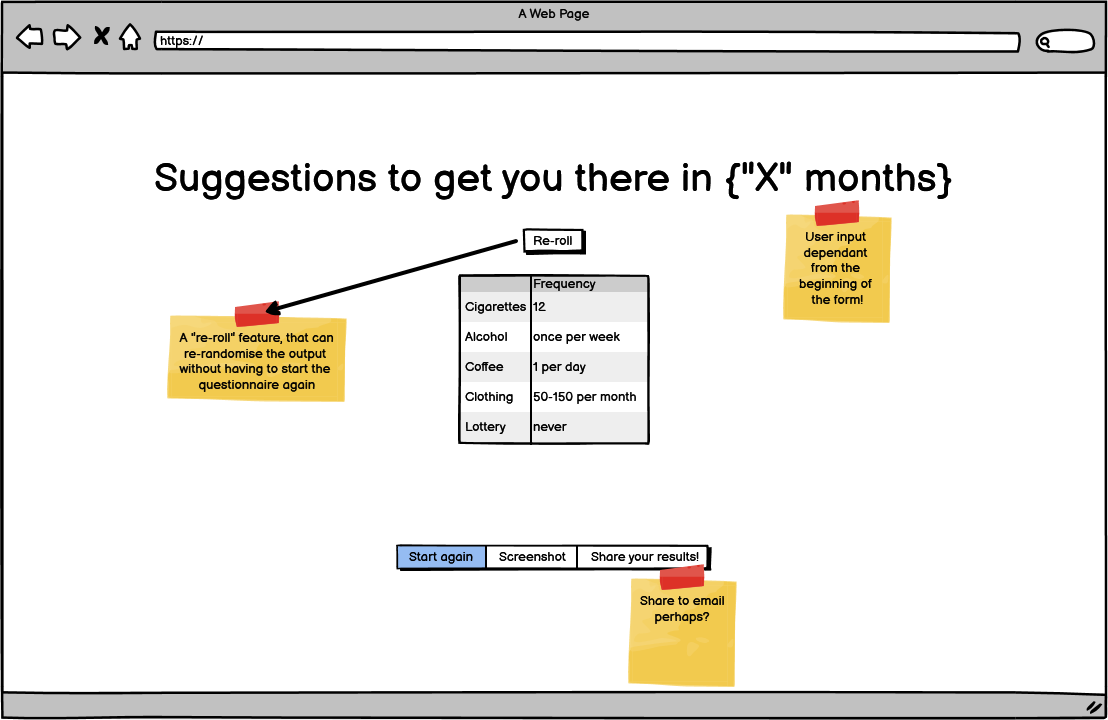 A Web Page
https://
Suggestions to get you there in {"X" months}
Re-roll
User input
dependant
from the
beginning of
the form!
A "re-roll" feature, that can
re-randomise the output
without having to start the
questionnaire again
Frequency
Cigarettes 12
Alcohol once per week
Coffee 1 per day
Clothing 50-150 per month
Lottery never
Start again Screenshot Share your results!
Share to email
perhaps?